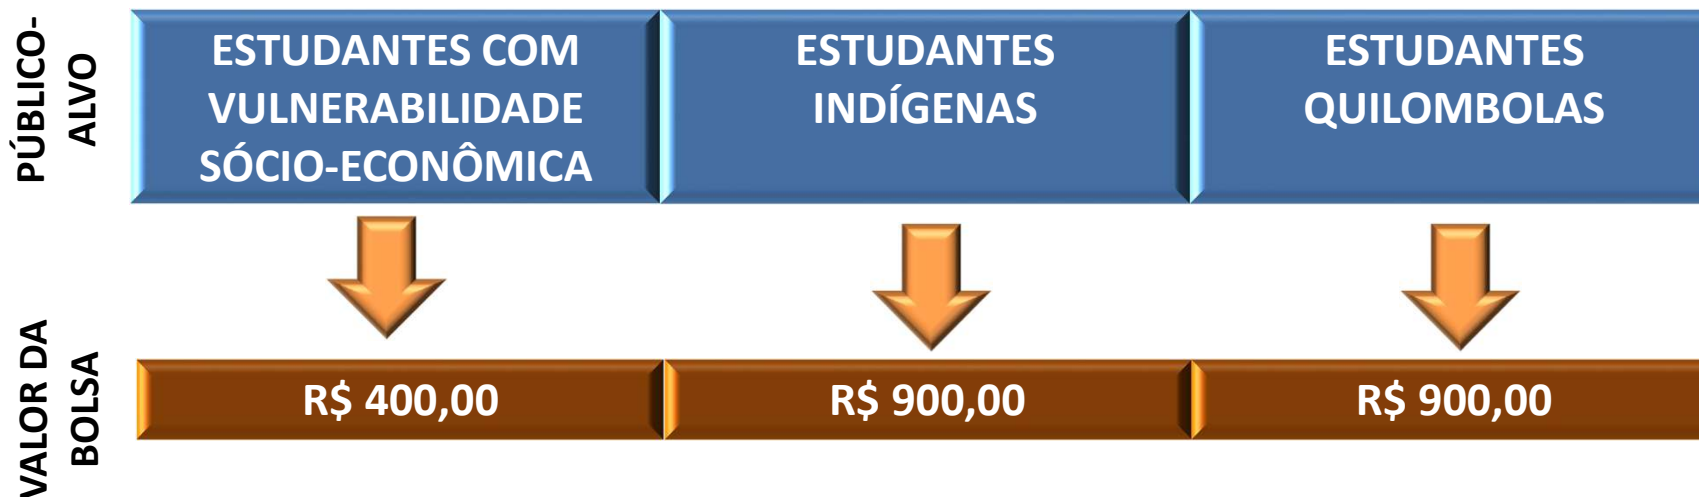 PÚBLICO-
ALVO
ESTUDANTES COM
VULNERABILIDADE
SÓCIO-ECONÔMICA
ESTUDANTES
INDÍGENAS
ESTUDANTES
QUILOMBOLAS
VALOR DA
BOLSA
R$ 400,00
R$ 900,00
R$ 900,00